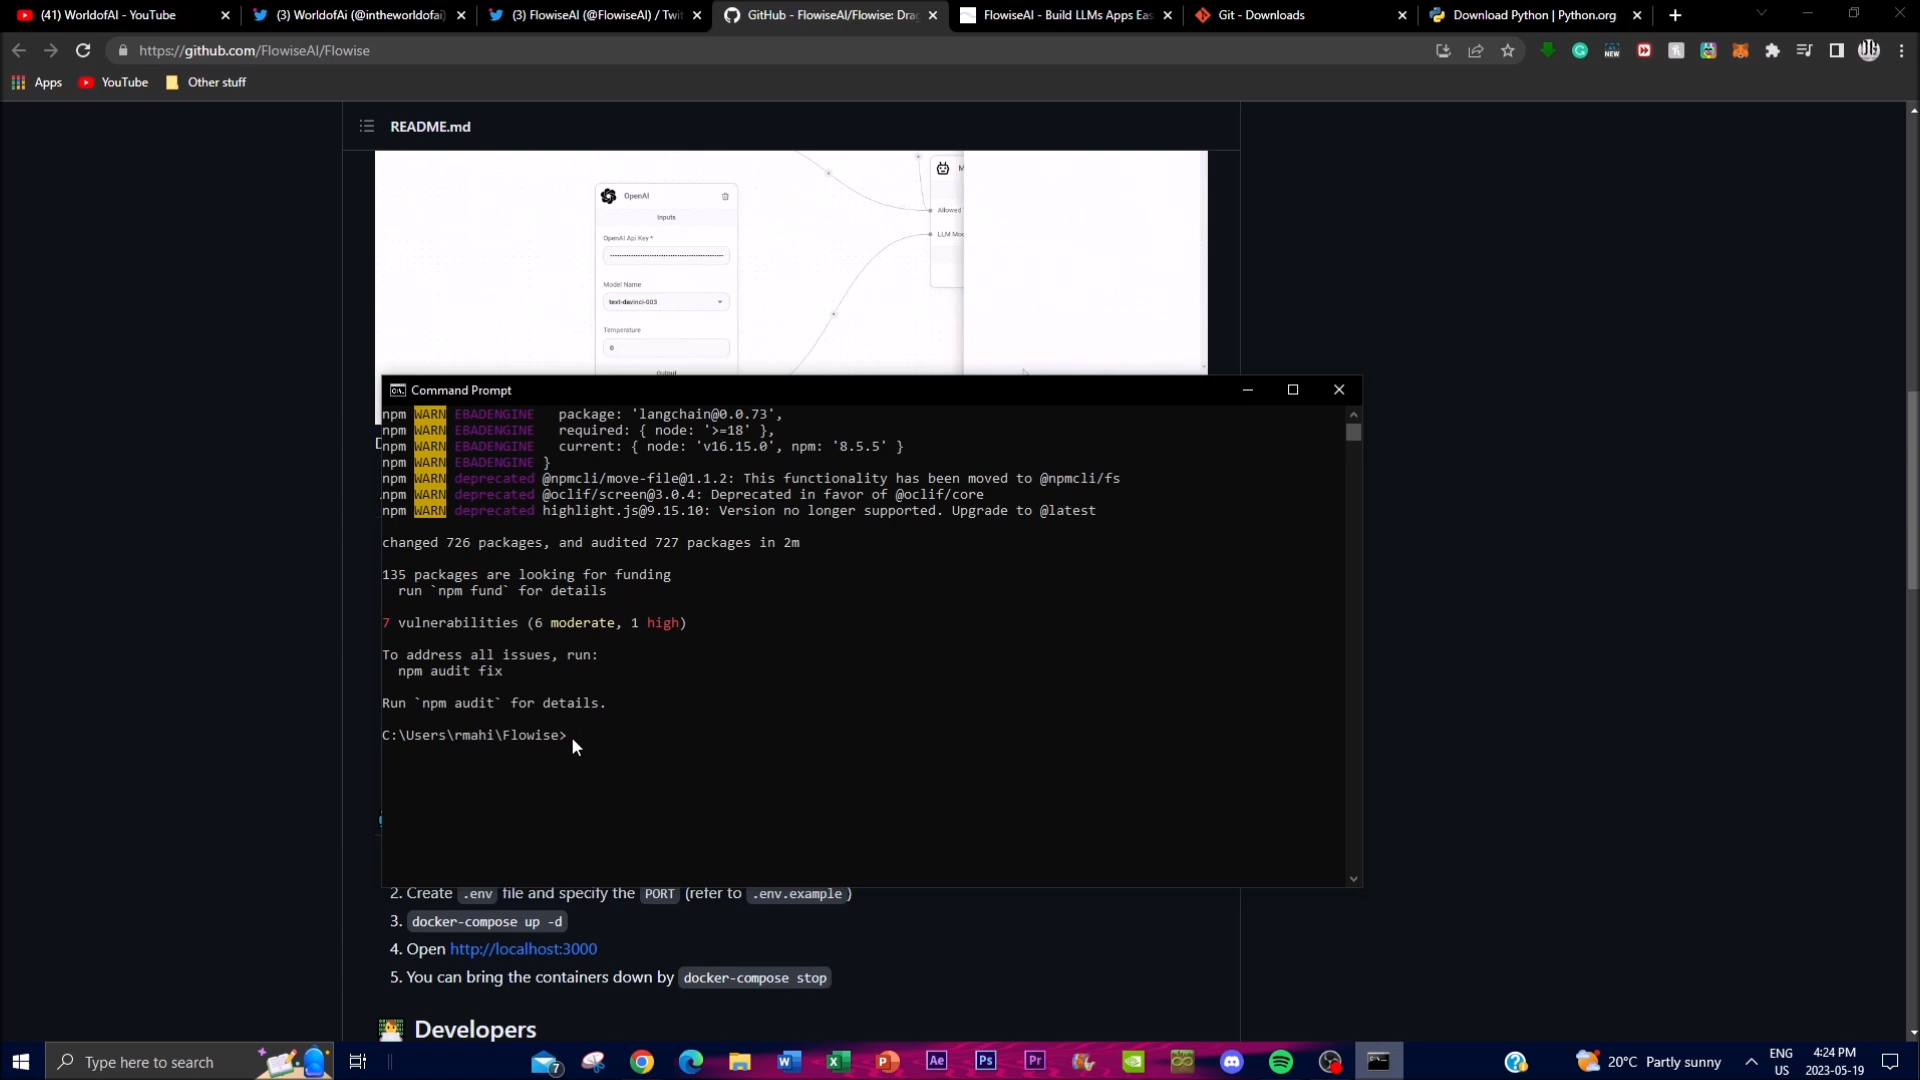 (41) WorldofAI - YouTube
(3) WorldofAi (@intheworldofai)
(3) FlowiseAI (@FlowiseAI) / Twit
GitHub - FlowiseAI/Flowise: Drag
FlowiseAI - Build LLMs Apps Eas
Git - Downloads
Download Python | Python.org
https://github.com/FlowiseAI/Flowise
NEW
Apps
YouTube
Other stuff
README.md
OpenAI
Inputs
OpenAI Api Key *
Model Name
text-davinci-003
Temperature
0
Output
M
Allowed
LLM Moc
Command Prompt
npm WARN EBADENGINE   package: 'langchain@0.0.73',
npm WARN EBADENGINE   required: { node: '>=18' },
npm WARN EBADENGINE   current: { node: 'v16.15.0', npm: '8.5.5' }
npm WARN EBADENGINE }
npm WARN deprecated @npmcli/move-file@1.1.2: This functionality has been moved to @npmcli/fs
npm WARN deprecated @oclif/screen@3.0.4: Deprecated in favor of @oclif/core
npm WARN deprecated highlight.js@9.15.10: Version no longer supported. Upgrade to @latest
changed 726 packages, and audited 727 packages in 2m
135 packages are looking for funding
run `npm fund` for details
7 vulnerabilities (6 moderate, 1 high)
To address all issues, run:
npm audit fix
Run `npm audit` for details.
C:\Users\rmahi\Flowise>
2. Create .env file and specify the PORT (refer to .env.example)
3. docker-compose up -d
4. Open http://localhost:3000
5. You can bring the containers down by docker-compose stop
Developers
Type here to search
7
Ae
Ps
Pr
20°C Partly sunny
ENG
US
4:24 PM
2023-05-19